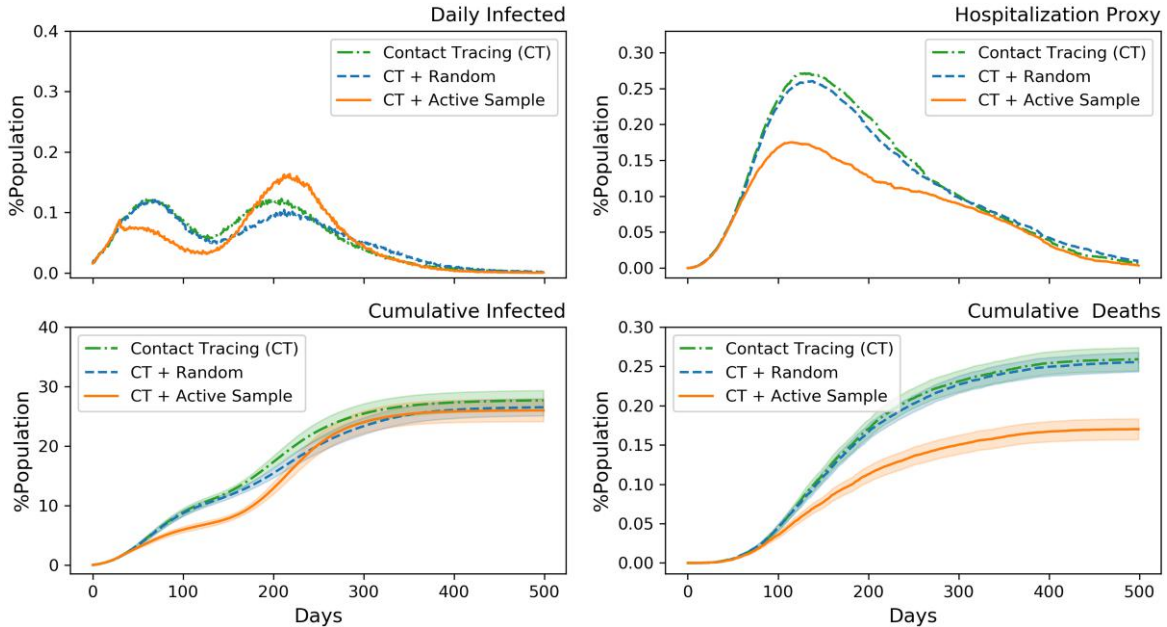 Daily Infected
0.4
0.3
0.2
0.1
0.0
%Population
Contact Tracing (CT)
CT + Random
CT + Active Sample
Hospitalization Proxy
0.30
0.25
0.20
0.15
0.10
0.05
0.00
%Population
Contact Tracing (CT)
CT + Random
CT + Active Sample
Cumulative Infected
40
30
20
10
0
%Population
Contact Tracing (CT)
CT + Random
CT + Active Sample
0 100 200 300 400 500
Days
Cumulative Deaths
0.30
0.25
0.20
0.15
0.10
0.05
0.00
%Population
Contact Tracing (CT)
CT + Random
CT + Active Sample
0 100 200 300 400 500
Days